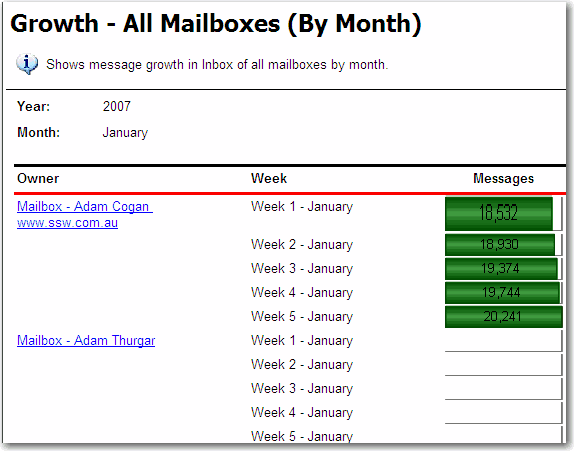 Growth - All Mailboxes (By Month)
Shows message growth in Inbox of all mailboxes by month.
Year: 2007
Month: January
Owner Week Messages
Mailbox - Adam Cogan Week 1 - January 18,532
www.ssw.com.au
Week 2 - January 18,930
Week 3 - January 19,374
Week 4 - January 19,744
Week 5 - January 20,241
Mailbox - Adam Thurgar Week 1 - January
Week 2 - January
Week 3 - January
Week 4 - January
Week 5 - January